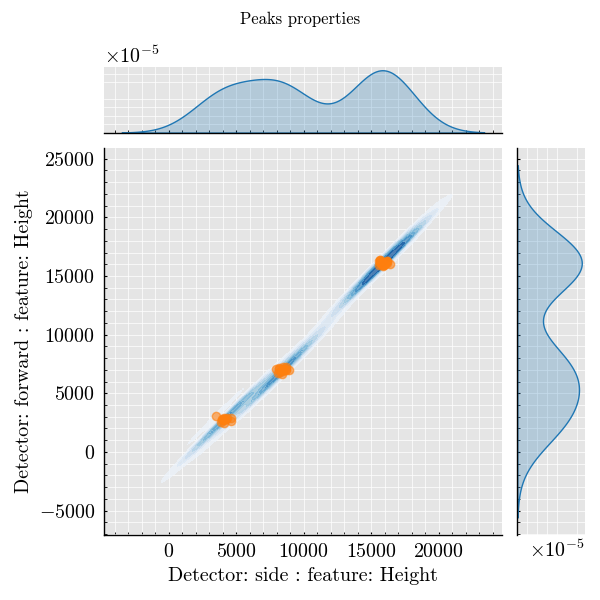 Peaks properties
×10−5
25000
20000
15000
10000
5000
0
−5000
Detector: forward : feature: Height
0 5000 10000 15000 20000
×10−5
Detector: side : feature: Height